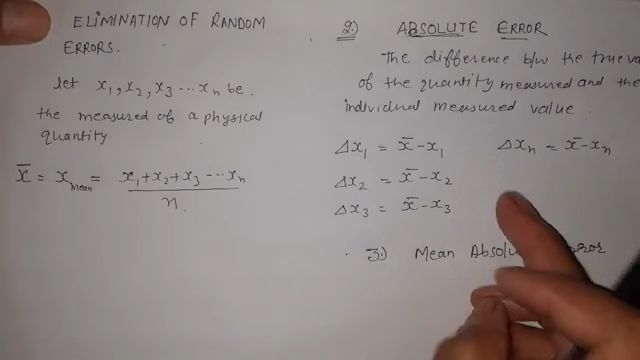 ELIMINATION OF RANDOM
ERRORS.
let x₁, x₂, x₃ ... xₙ be.
the measured of a physical
quantity
x̄ = x_Mean = (x₁+x₂+x₃ ... xₙ) / n.
2.) ABSOLUTE ERROR
The difference b/w the true
of the quantity measured and the
individual measured value.
Δx₁ = x̄-x₁ Δxₙ = x̄-xₙ
Δx₂ = x̄-x₂
Δx₃ = x̄-x₃
3.) Mean